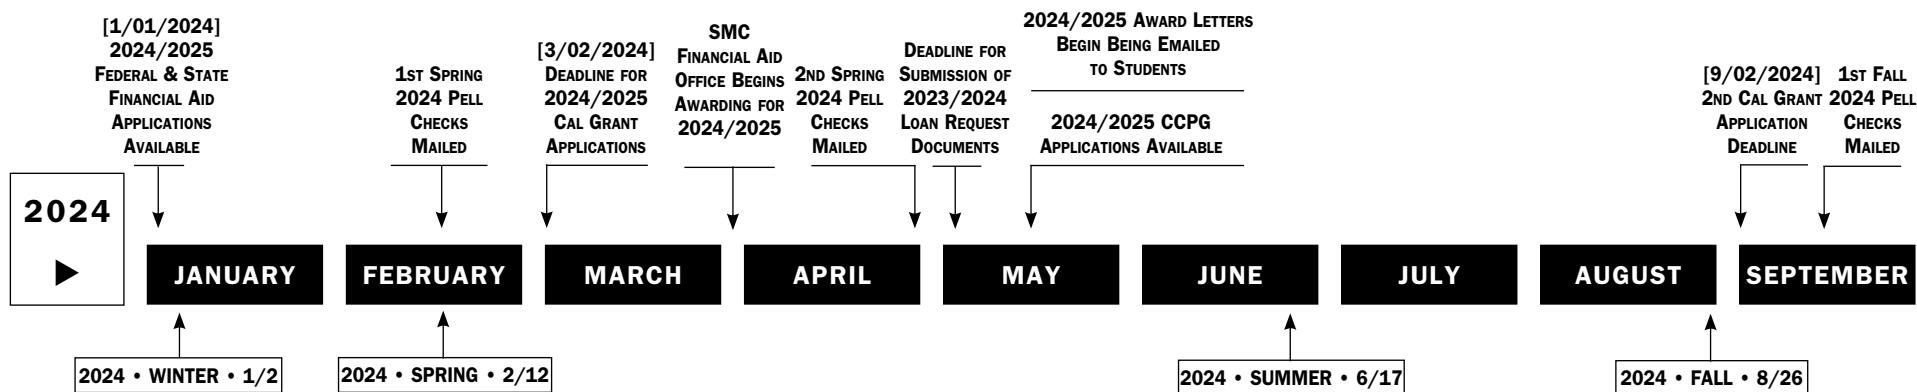 [1/01/2024]
2024/2025
Federal & State
Financial Aid
Applications
Available
1st Spring
2024 Pell
Checks
Mailed
[3/02/2024]
Deadline for
2024/2025
Cal Grant
Applications
SMC
Financial Aid
Office Begins
Awarding for
2024/2025
2nd Spring
2024 Pell
Checks
Mailed
Deadline for
Submission of
2023/2024
Loan Request
Documents
2024/2025 Award Letters
Begin Being Emailed
to Students
2024/2025 CCPG
Applications Available
[9/02/2024]
2nd Cal Grant
Application
Deadline
1st Fall
2024 Pell
Checks
Mailed
2024
JANUARY
FEBRUARY
MARCH
APRIL
MAY
JUNE
JULY
AUGUST
SEPTEMBER
2024 • WINTER • 1/2
2024 • SPRING • 2/12
2024 • SUMMER • 6/17
2024 • FALL • 8/26